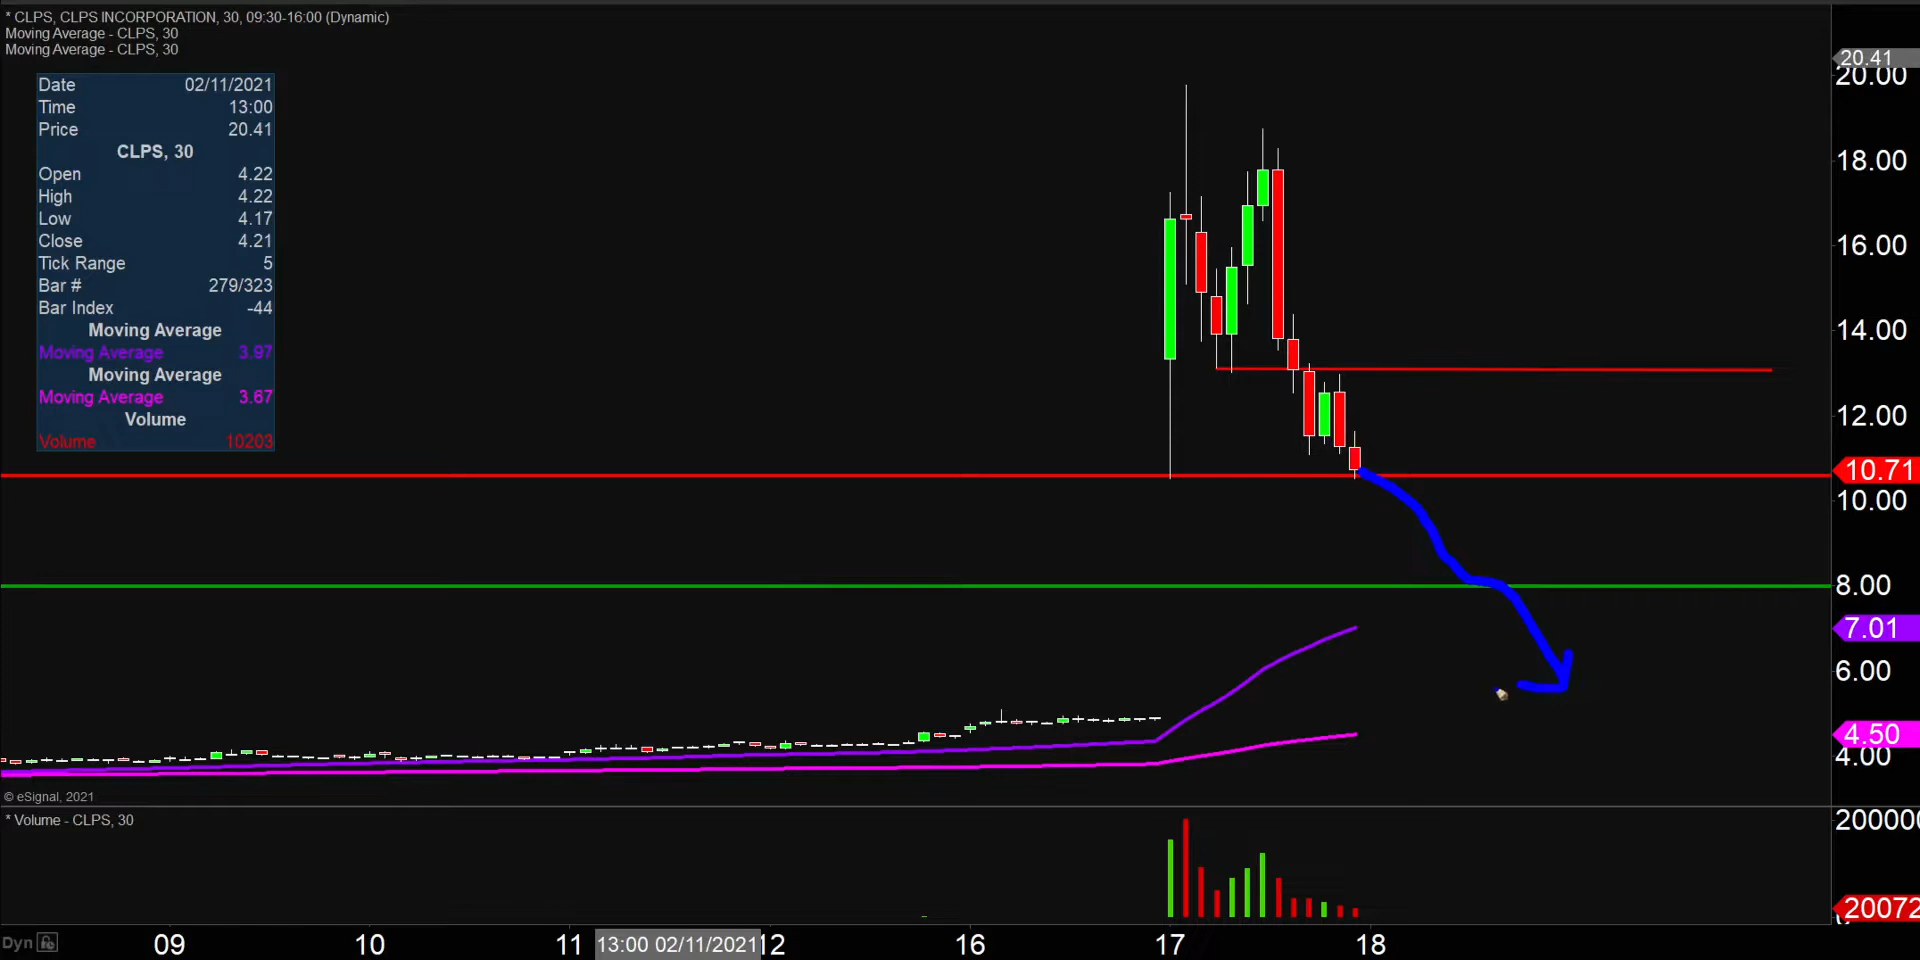 * CLPS, CLPS INCORPORATION, 30, 09:30-16:00 (Dynamic)
Moving Average - CLPS, 30
Moving Average - CLPS, 30
Date 02/11/2021
Time 13:00
Price 20.41
CLPS, 30
Open 4.22
High 4.22
Low 4.17
Close 4.21
Tick Range 5
Bar # 279/323
Bar Index -44
Moving Average
Moving Average 3.97
Moving Average
Moving Average 3.67
Volume
Volume 10203
20.41
20.00
18.00
16.00
14.00
12.00
10.71
10.00
8.00
7.01
6.00
4.50
4.00
© eSignal, 2021
* Volume - CLPS, 30
200000
20072
Dyn
09 10 11 13:00 02/11/2021 12 16 17 18